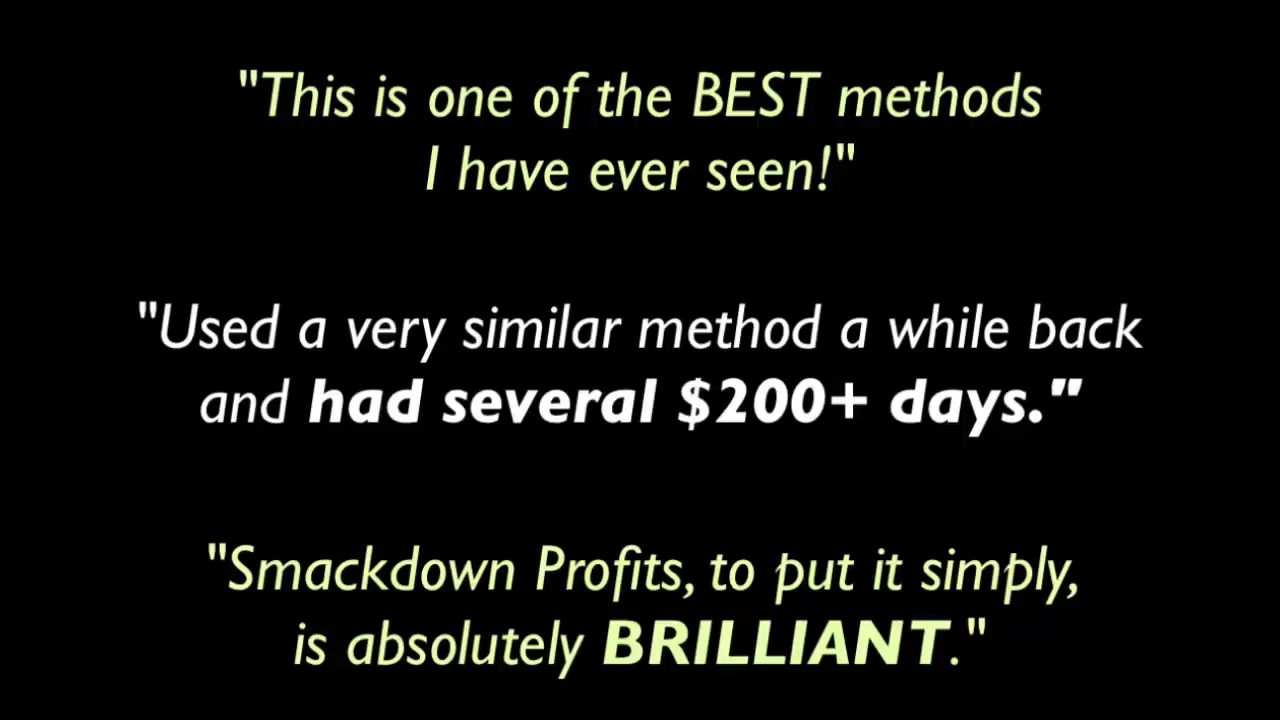 "This is one of the BEST methods
I have ever seen!"
"Used a very similar method a while back
and had several $200+ days."
"Smackdown Profits, to put it simply,
is absolutely BRILLIANT."